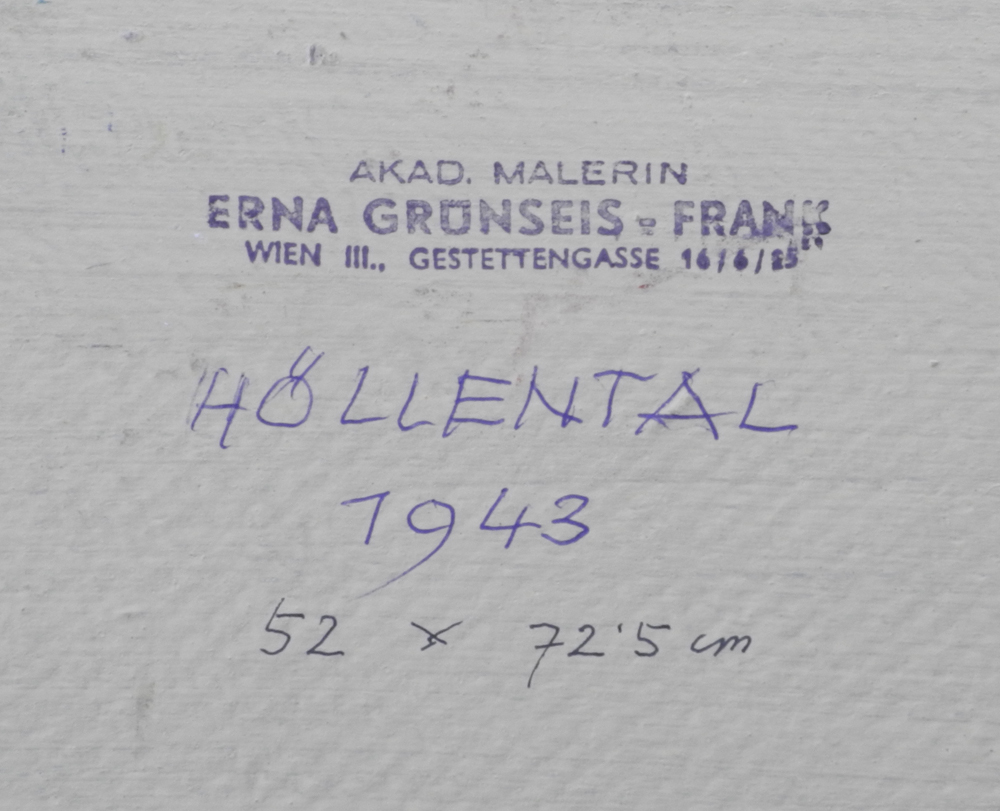 AKAD. MALERIN
ERNA GRÜNSEIS - FRANK
WIEN III., GESTETTENGASSE 16/6/25
HÖLLENTAL
1943
52 x 72'5 cm